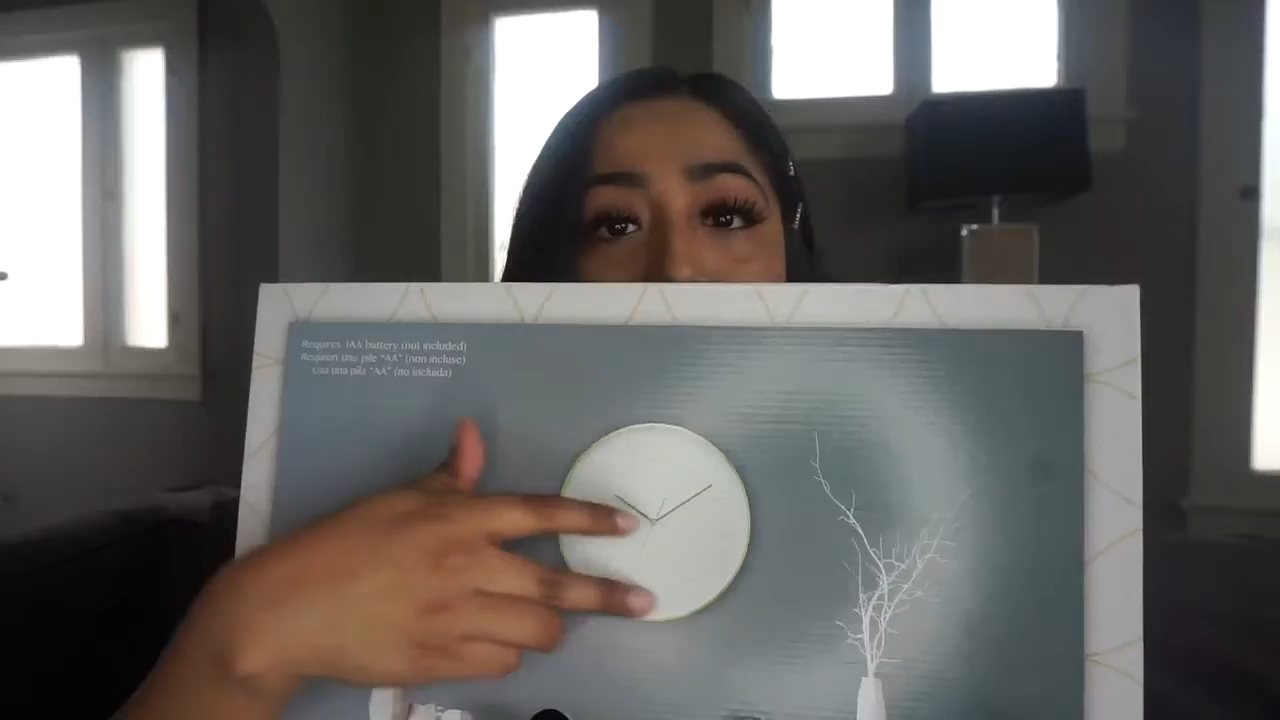 Requires 1AA battery (not included)
Requiert une pile "AA" (non incluse)
Usa una pila "AA" (no incluida)